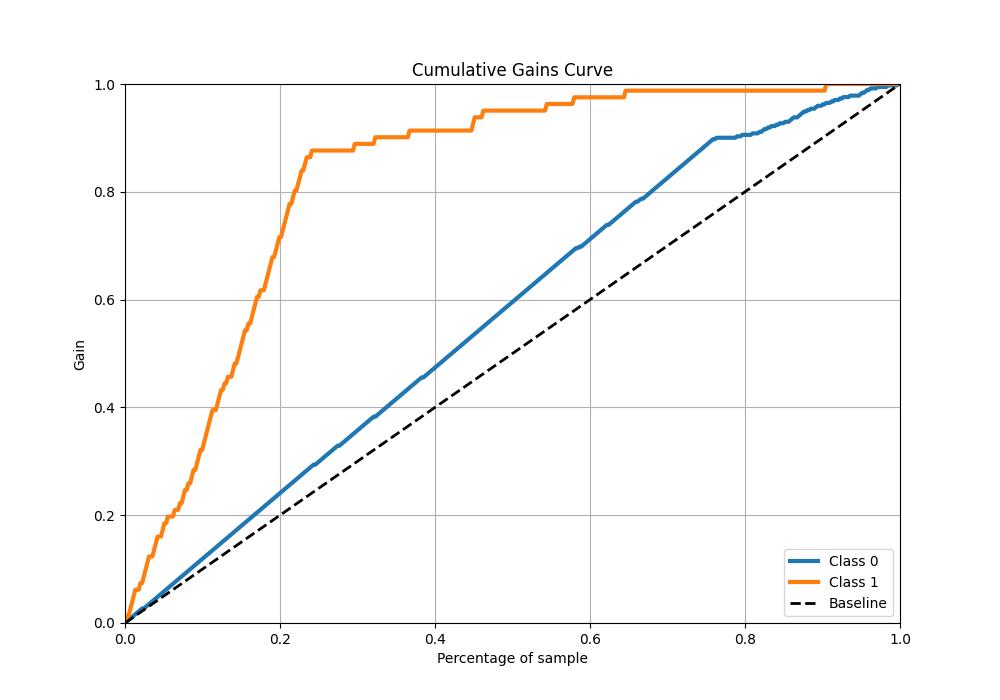 Cumulative Gains Curve
1.0
0.8
0.6
0.4
0.2
0.0
Gain
0.0 0.2 0.4 0.6 0.8 1.0
Percentage of sample
Class 0
Class 1
Baseline